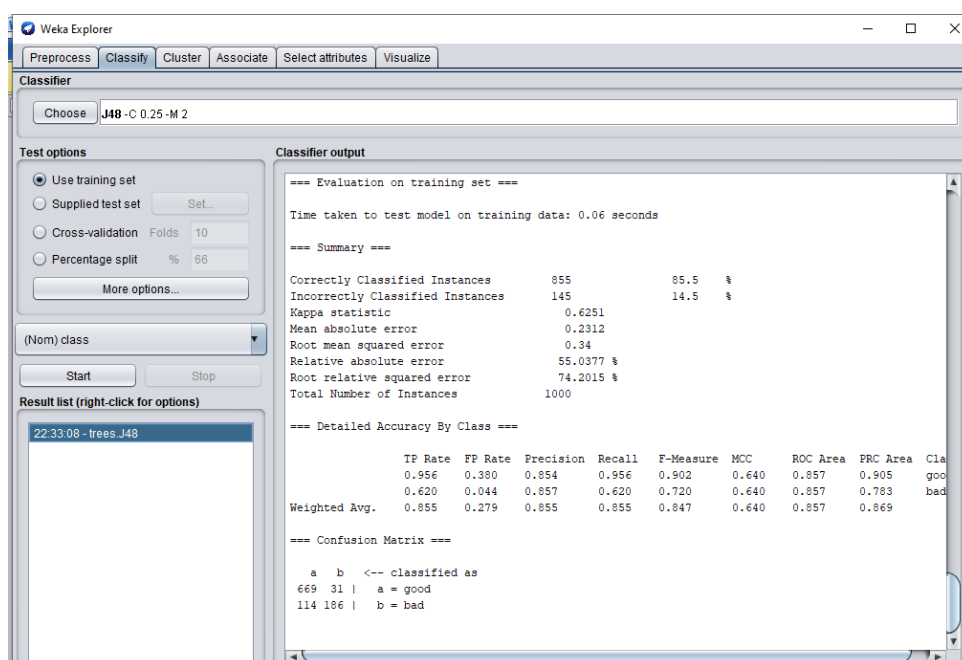 Weka Explorer
Preprocess Classify Cluster Associate Select attributes Visualize
Classifier
Choose J48 -C 0.25 -M 2
Test options
Use training set
Supplied test set Set...
Cross-validation Folds 10
Percentage split % 66
More options...
(Nom) class
Start Stop
Result list (right-click for options)
22:33:08 - trees.J48
Classifier output
=== Evaluation on training set ===
Time taken to test model on training data: 0.06 seconds
=== Summary ===
Correctly Classified Instances 855 85.5 %
Incorrectly Classified Instances 145 14.5 %
Kappa statistic 0.6251
Mean absolute error 0.2312
Root mean squared error 0.34
Relative absolute error 55.0377 %
Root relative squared error 74.2015 %
Total Number of Instances 1000
=== Detailed Accuracy By Class ===
TP Rate FP Rate Precision Recall F-Measure MCC ROC Area PRC Area Cla
0.956 0.380 0.854 0.956 0.902 0.640 0.857 0.905 goo
0.620 0.044 0.857 0.620 0.720 0.640 0.857 0.783 bad
Weighted Avg. 0.855 0.279 0.855 0.855 0.847 0.640 0.857 0.869
=== Confusion Matrix ===
a b <-- classified as
669 31 | a = good
114 186 | b = bad